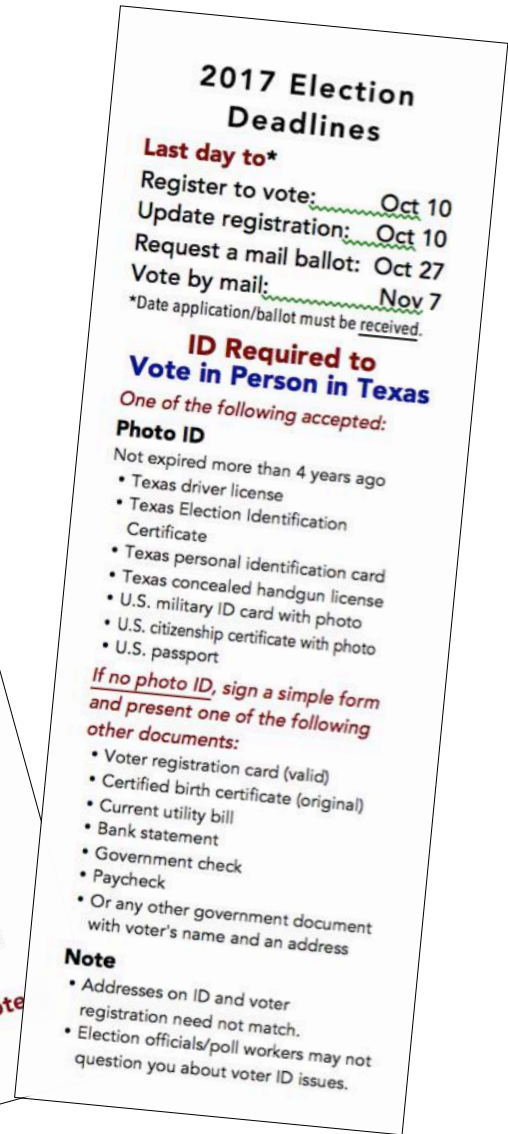 2017 Election
Deadlines
Last day to*
Register to vote: Oct 10
Update registration: Oct 10
Request a mail ballot: Oct 27
Vote by mail: Nov 7
*Date application/ballot must be received.
ID Required to
Vote in Person in Texas
One of the following accepted:
Photo ID
Not expired more than 4 years ago
• Texas driver license
• Texas Election Identification
Certificate
• Texas personal identification card
• Texas concealed handgun license
• U.S. military ID card with photo
• U.S. citizenship certificate with photo
• U.S. passport
If no photo ID, sign a simple form
and present one of the following
other documents:
• Voter registration card (valid)
• Certified birth certificate (original)
• Current utility bill
• Bank statement
• Government check
• Paycheck
• Or any other government document
with voter's name and an address
Note
• Addresses on ID and voter
registration need not match.
• Election officials/poll workers may not
question you about voter ID issues.